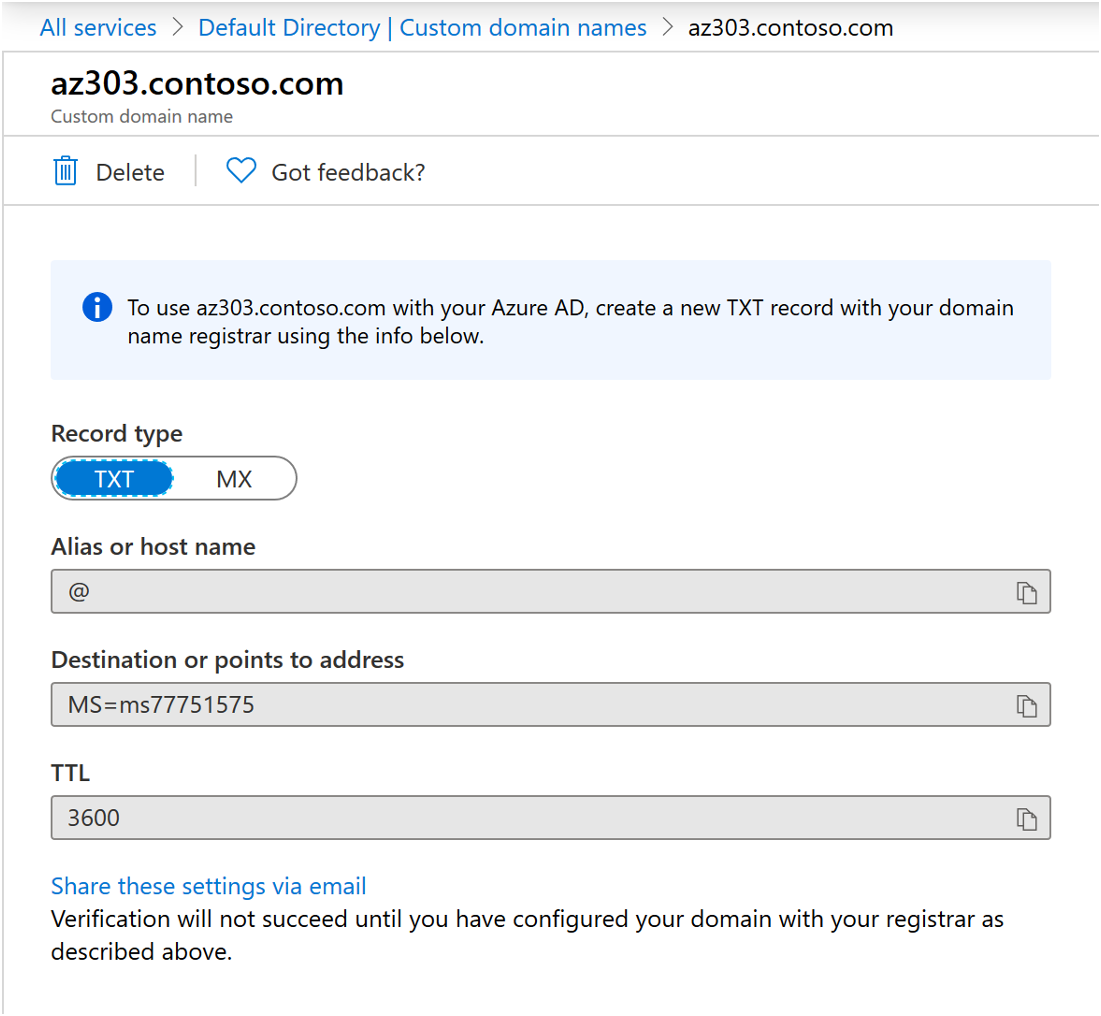 All services > Default Directory | Custom domain names > az303.contoso.com
az303.contoso.com
Custom domain name
Delete
Got feedback?
To use az303.contoso.com with your Azure AD, create a new TXT record with your domain
name registrar using the info below.
Record type
TXT MX
Alias or host name
@
Destination or points to address
MS=ms77751575
TTL
3600
Share these settings via email
Verification will not succeed until you have configured your domain with your registrar as
described above.